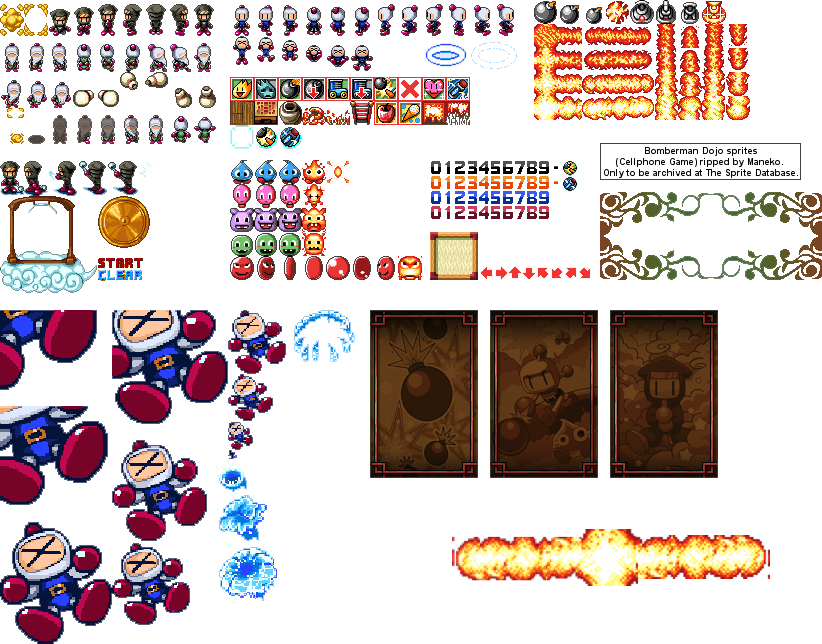 0123456789-
0123456789-
0123456789
0123456789
START
CLEAR
Bomberman Dojo sprites
(Cellphone Game) ripped by Maneko.
Only to be archived at The Sprite Database.